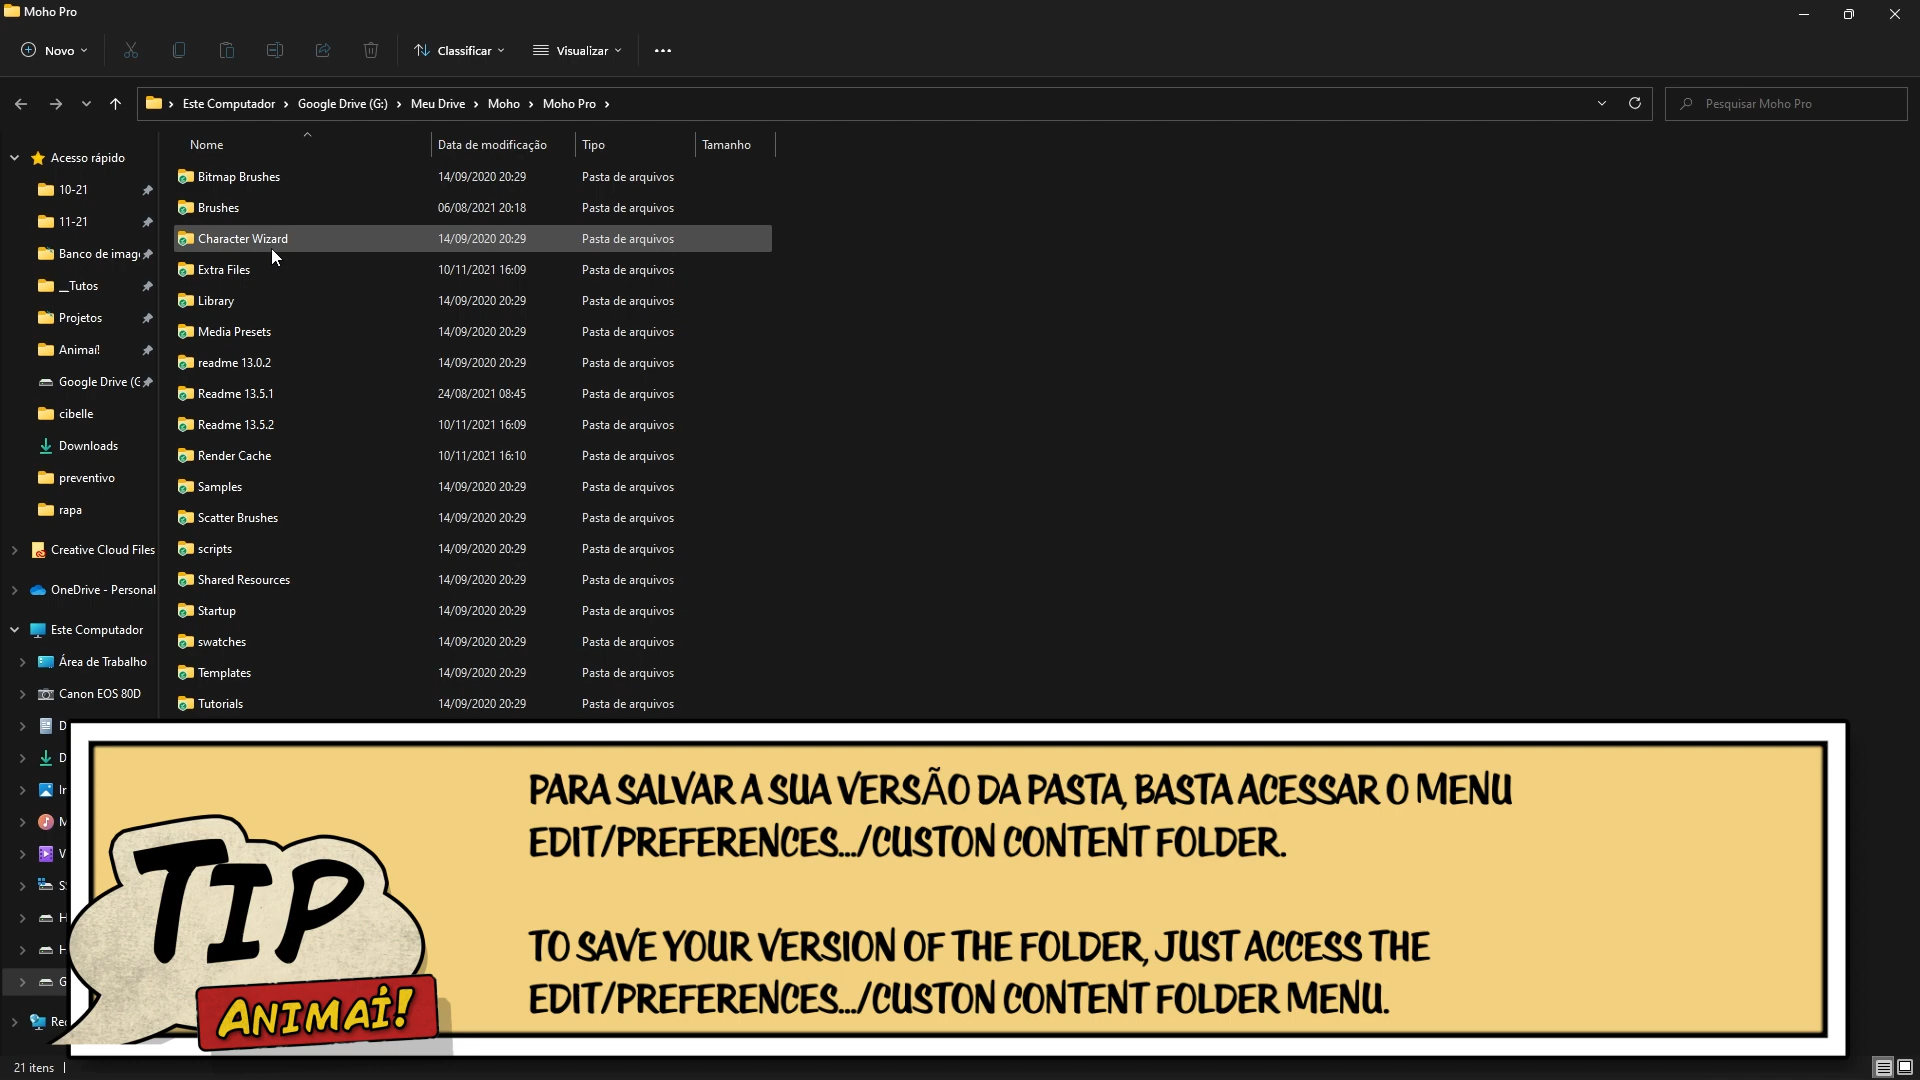 Moho Pro
Novo
Classificar
Visualizar
Este Computador
Google Drive (G:)
Meu Drive
Moho
Moho Pro
Pesquisar Moho Pro
Nome
Data de modificação
Tipo
Tamanho
Acesso rápido
10-21
11-21
Banco de imag
__Tutos
Projetos
Animaí!
Google Drive (G
cibelle
Downloads
preventivo
rapa
Creative Cloud Files
OneDrive - Personal
Este Computador
Área de Trabalho
Canon EOS 80D
Bitmap Brushes 14/09/2020 20:29 Pasta de arquivos
Brushes 06/08/2021 20:18 Pasta de arquivos
Character Wizard 14/09/2020 20:29 Pasta de arquivos
Extra Files 10/11/2021 16:09 Pasta de arquivos
Library 14/09/2020 20:29 Pasta de arquivos
Media Presets 14/09/2020 20:29 Pasta de arquivos
readme 13.0.2 14/09/2020 20:29 Pasta de arquivos
Readme 13.5.1 24/08/2021 08:45 Pasta de arquivos
Readme 13.5.2 10/11/2021 16:09 Pasta de arquivos
Render Cache 10/11/2021 16:10 Pasta de arquivos
Samples 14/09/2020 20:29 Pasta de arquivos
Scatter Brushes 14/09/2020 20:29 Pasta de arquivos
scripts 14/09/2020 20:29 Pasta de arquivos
Shared Resources 14/09/2020 20:29 Pasta de arquivos
Startup 14/09/2020 20:29 Pasta de arquivos
swatches 14/09/2020 20:29 Pasta de arquivos
Templates 14/09/2020 20:29 Pasta de arquivos
Tutorials 14/09/2020 20:29 Pasta de arquivos
TIP
ANIMAÍ!
PARA SALVAR A SUA VERSÃO DA PASTA, BASTA ACESSAR O MENU
EDIT/PREFERENCES.../CUSTON CONTENT FOLDER.
TO SAVE YOUR VERSION OF THE FOLDER, JUST ACCESS THE
EDIT/PREFERENCES.../CUSTON CONTENT FOLDER MENU.
21 itens